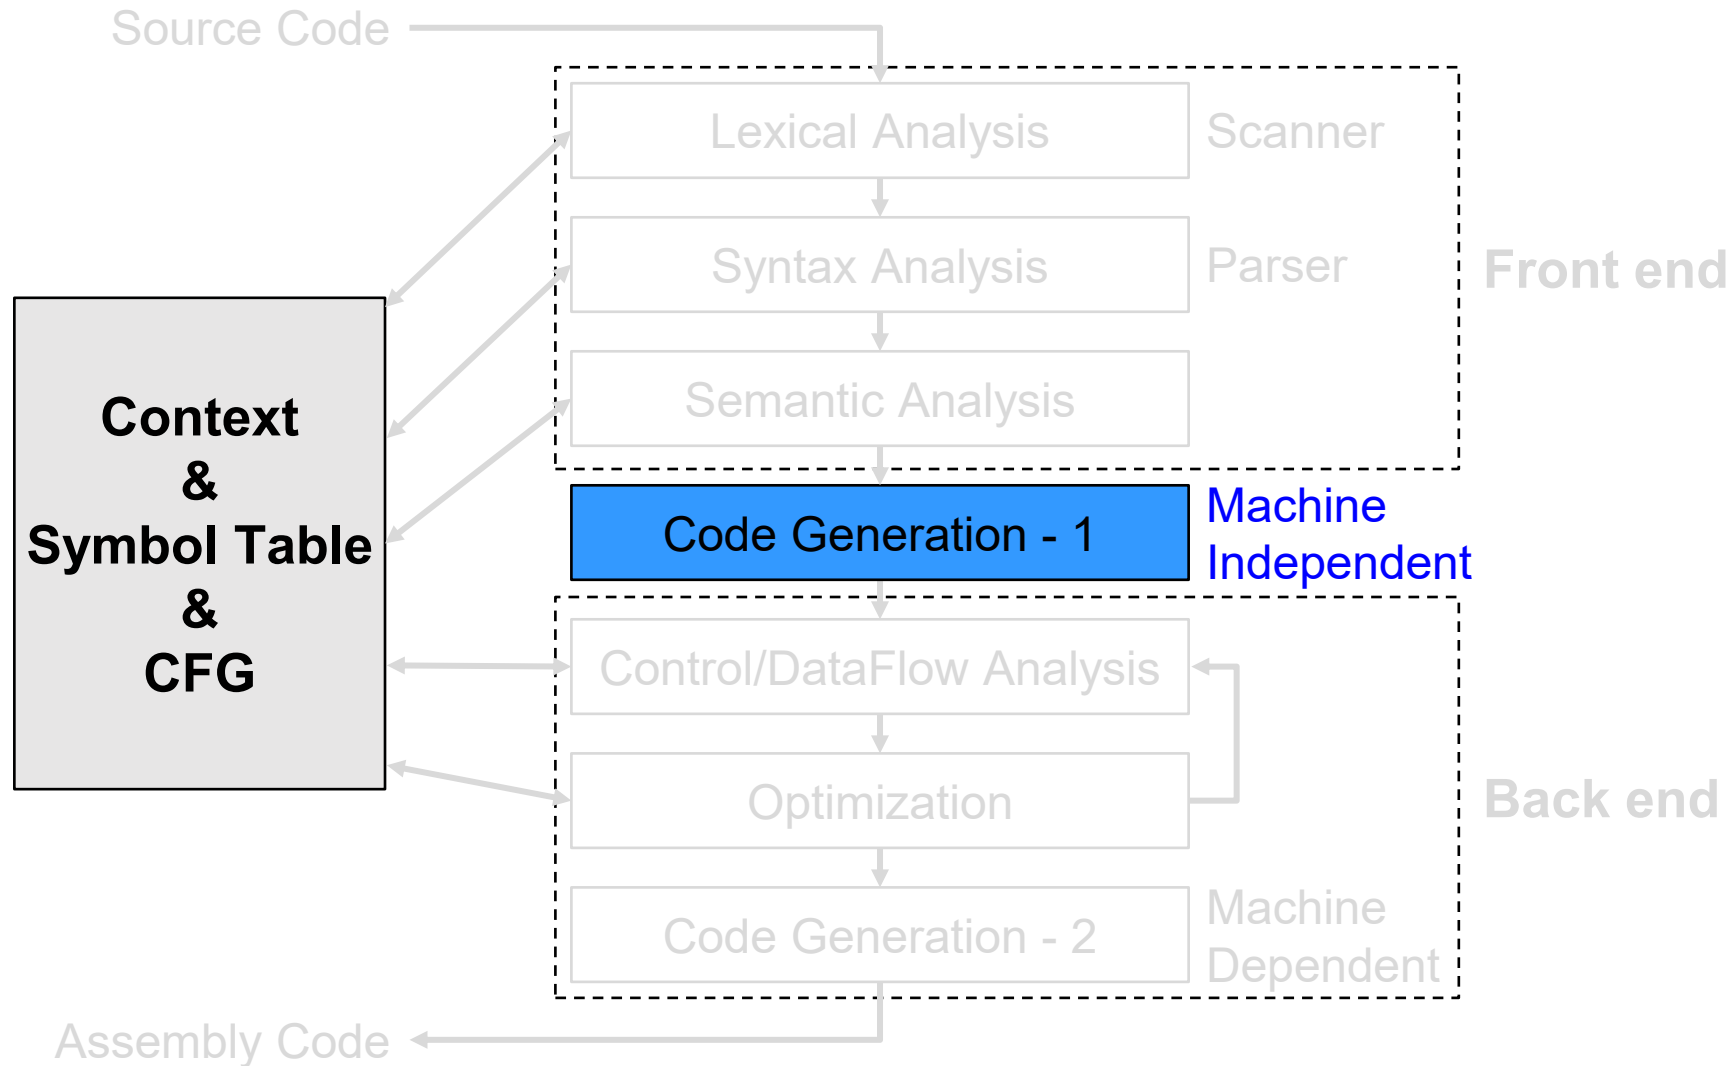 Source Code
Lexical Analysis
Scanner
Syntax Analysis
Parser
Front end
Semantic Analysis
Context
&
Symbol Table
&
CFG
Code Generation - 1
Machine
Independent
Control/DataFlow Analysis
Optimization
Back end
Code Generation - 2
Machine
Dependent
Assembly Code